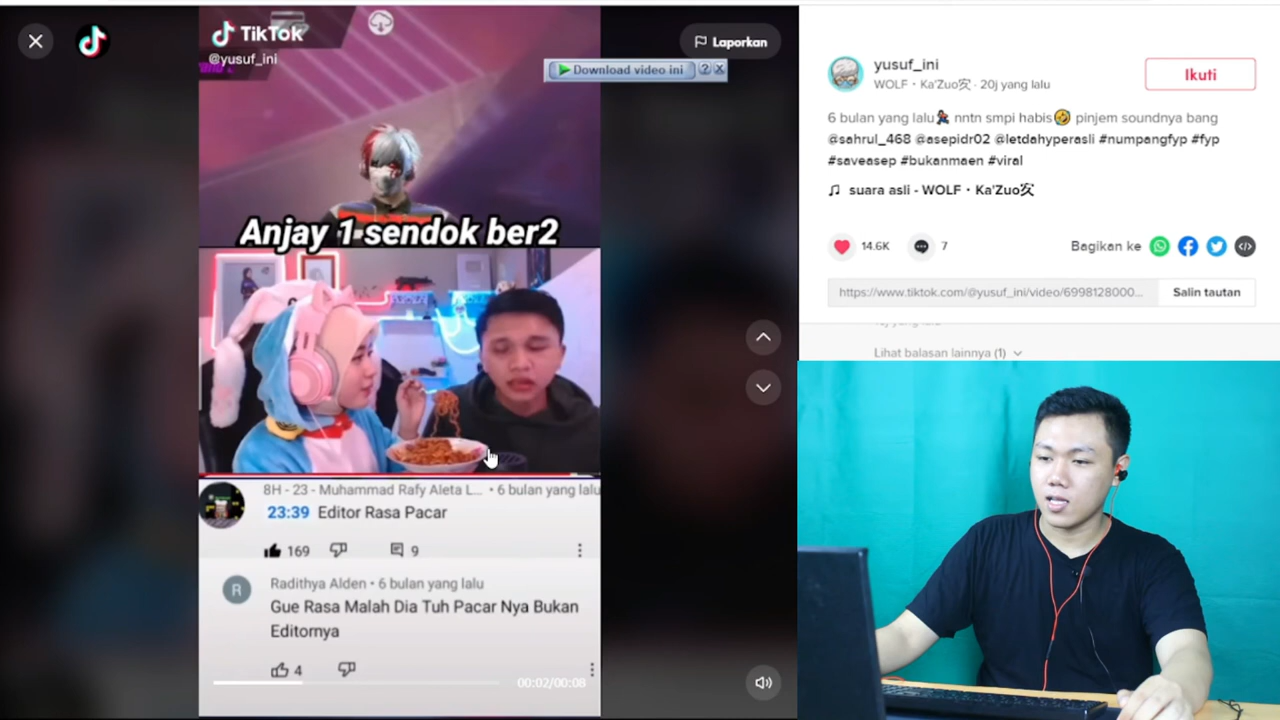 TikTok
@yusuf_ini
Laporkan
Download video ini
Anjay 1 sendok ber2
8H - 23 - Muhammad Rafy Aleta L... • 6 bulan yang lalu
23:39 Editor Rasa Pacar
169
9
R
Radithya Alden • 6 bulan yang lalu
Gue Rasa Malah Dia Tuh Pacar Nya Bukan
Editornya
4
00:02/00:08
yusuf_ini
WOLF・Ka'Zuo㝌 · 20j yang lalu
Ikuti
6 bulan yang lalu nntn smpi habis pinjem soundnya bang
@sahrul_468 @asepidr02 @letdahyperasli #numpangfyp #fyp
#saveasep #bukanmaen #viral
suara asli - WOLF・Ka'Zuo㝌
14.6K
7
Bagikan ke
https://www.tiktok.com/@yusuf_ini/video/6998128000...
Salin tautan
Lihat balasan lainnya (1)